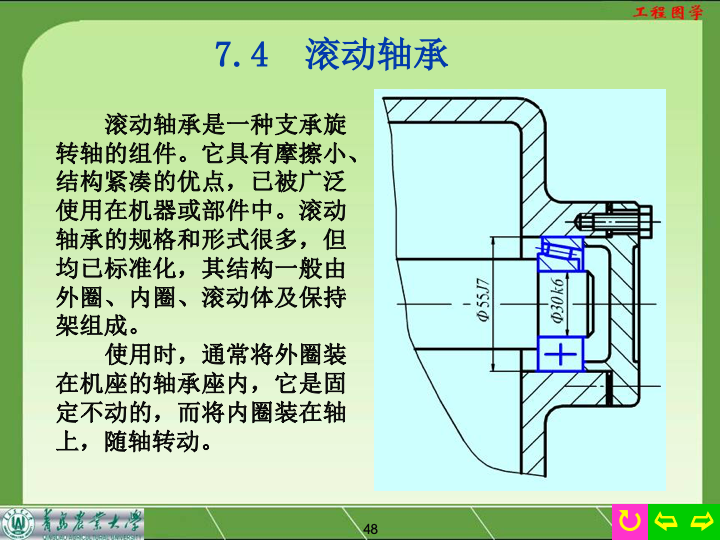 工程图学
7.4 滚动轴承
滚动轴承是一种支承旋
转轴的组件。它具有摩擦小、
结构紧凑的优点，已被广泛
使用在机器或部件中。滚动
轴承的规格和形式很多，但
均已标准化，其结构一般由
外圈、内圈、滚动体及保持
架组成。
使用时，通常将外圈装
在机座的轴承座内，它是固
定不动的，而将内圈装在轴
上，随轴转动。
Φ55J7
Φ30k6
青岛农业大学
48